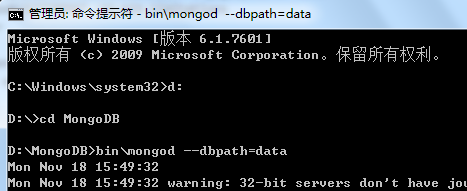 管理员: 命令提示符 - bin\mongod  --dbpath=data
Microsoft Windows [版本 6.1.7601]
版权所有 (c) 2009 Microsoft Corporation。保留所有权利。
C:\Windows\system32>d:
D:\>cd MongoDB
D:\MongoDB>bin\mongod --dbpath=data
Mon Nov 18 15:49:32
Mon Nov 18 15:49:32 warning: 32-bit servers don't have